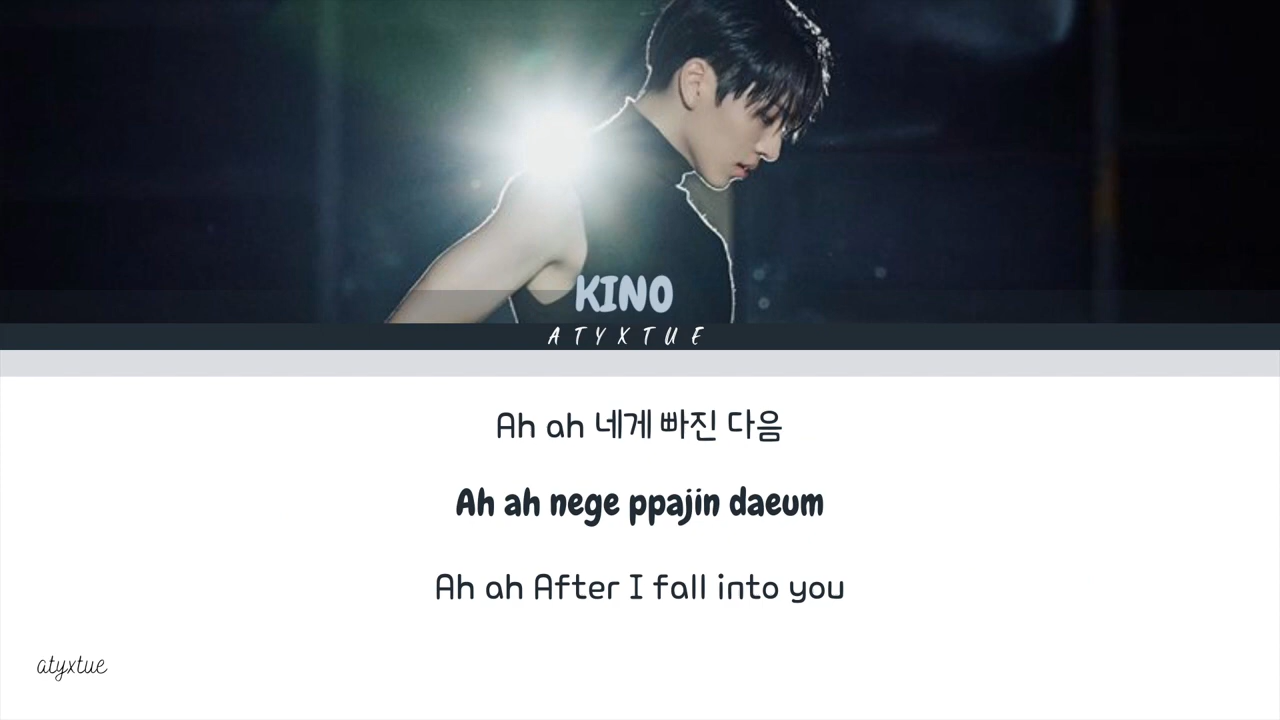 KINO
ATYXTUE
Ah ah 네게 빠진 다음
Ah ah nege ppajin daeum
Ah ah After I fall into you
atyxtue